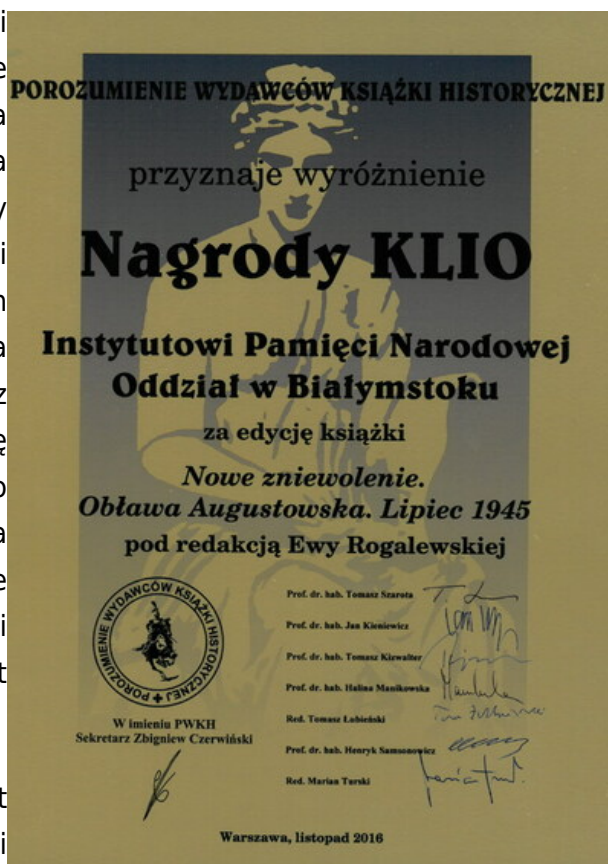 POROZUMIENIE WYDAWCÓW KSIĄŻKI HISTORYCZNEJ
przyznaje wyróżnienie
Nagrody KLIO
Instytutowi Pamięci Narodowej
Oddział w Białymstoku
za edycję książki
Nowe zniewolenie.
Obława Augustowska. Lipiec 1945
pod redakcją Ewy Rogalewskiej
POROZUMIENIE WYDAWCÓW KSIĄŻKI HISTORYCZNEJ
W imieniu PWKH
Sekretarz Zbigniew Czerwiński
Prof. dr. hab. Tomasz Szarota
Prof. dr. hab. Jan Kieniewicz
Prof. dr. hab. Tomasz Kizwalter
Prof. dr. hab. Halina Manikowska
Red. Tomasz Łubieński
Prof. dr. hab. Henryk Samsonowicz
Red. Marian Turski
Warszawa, listopad 2016